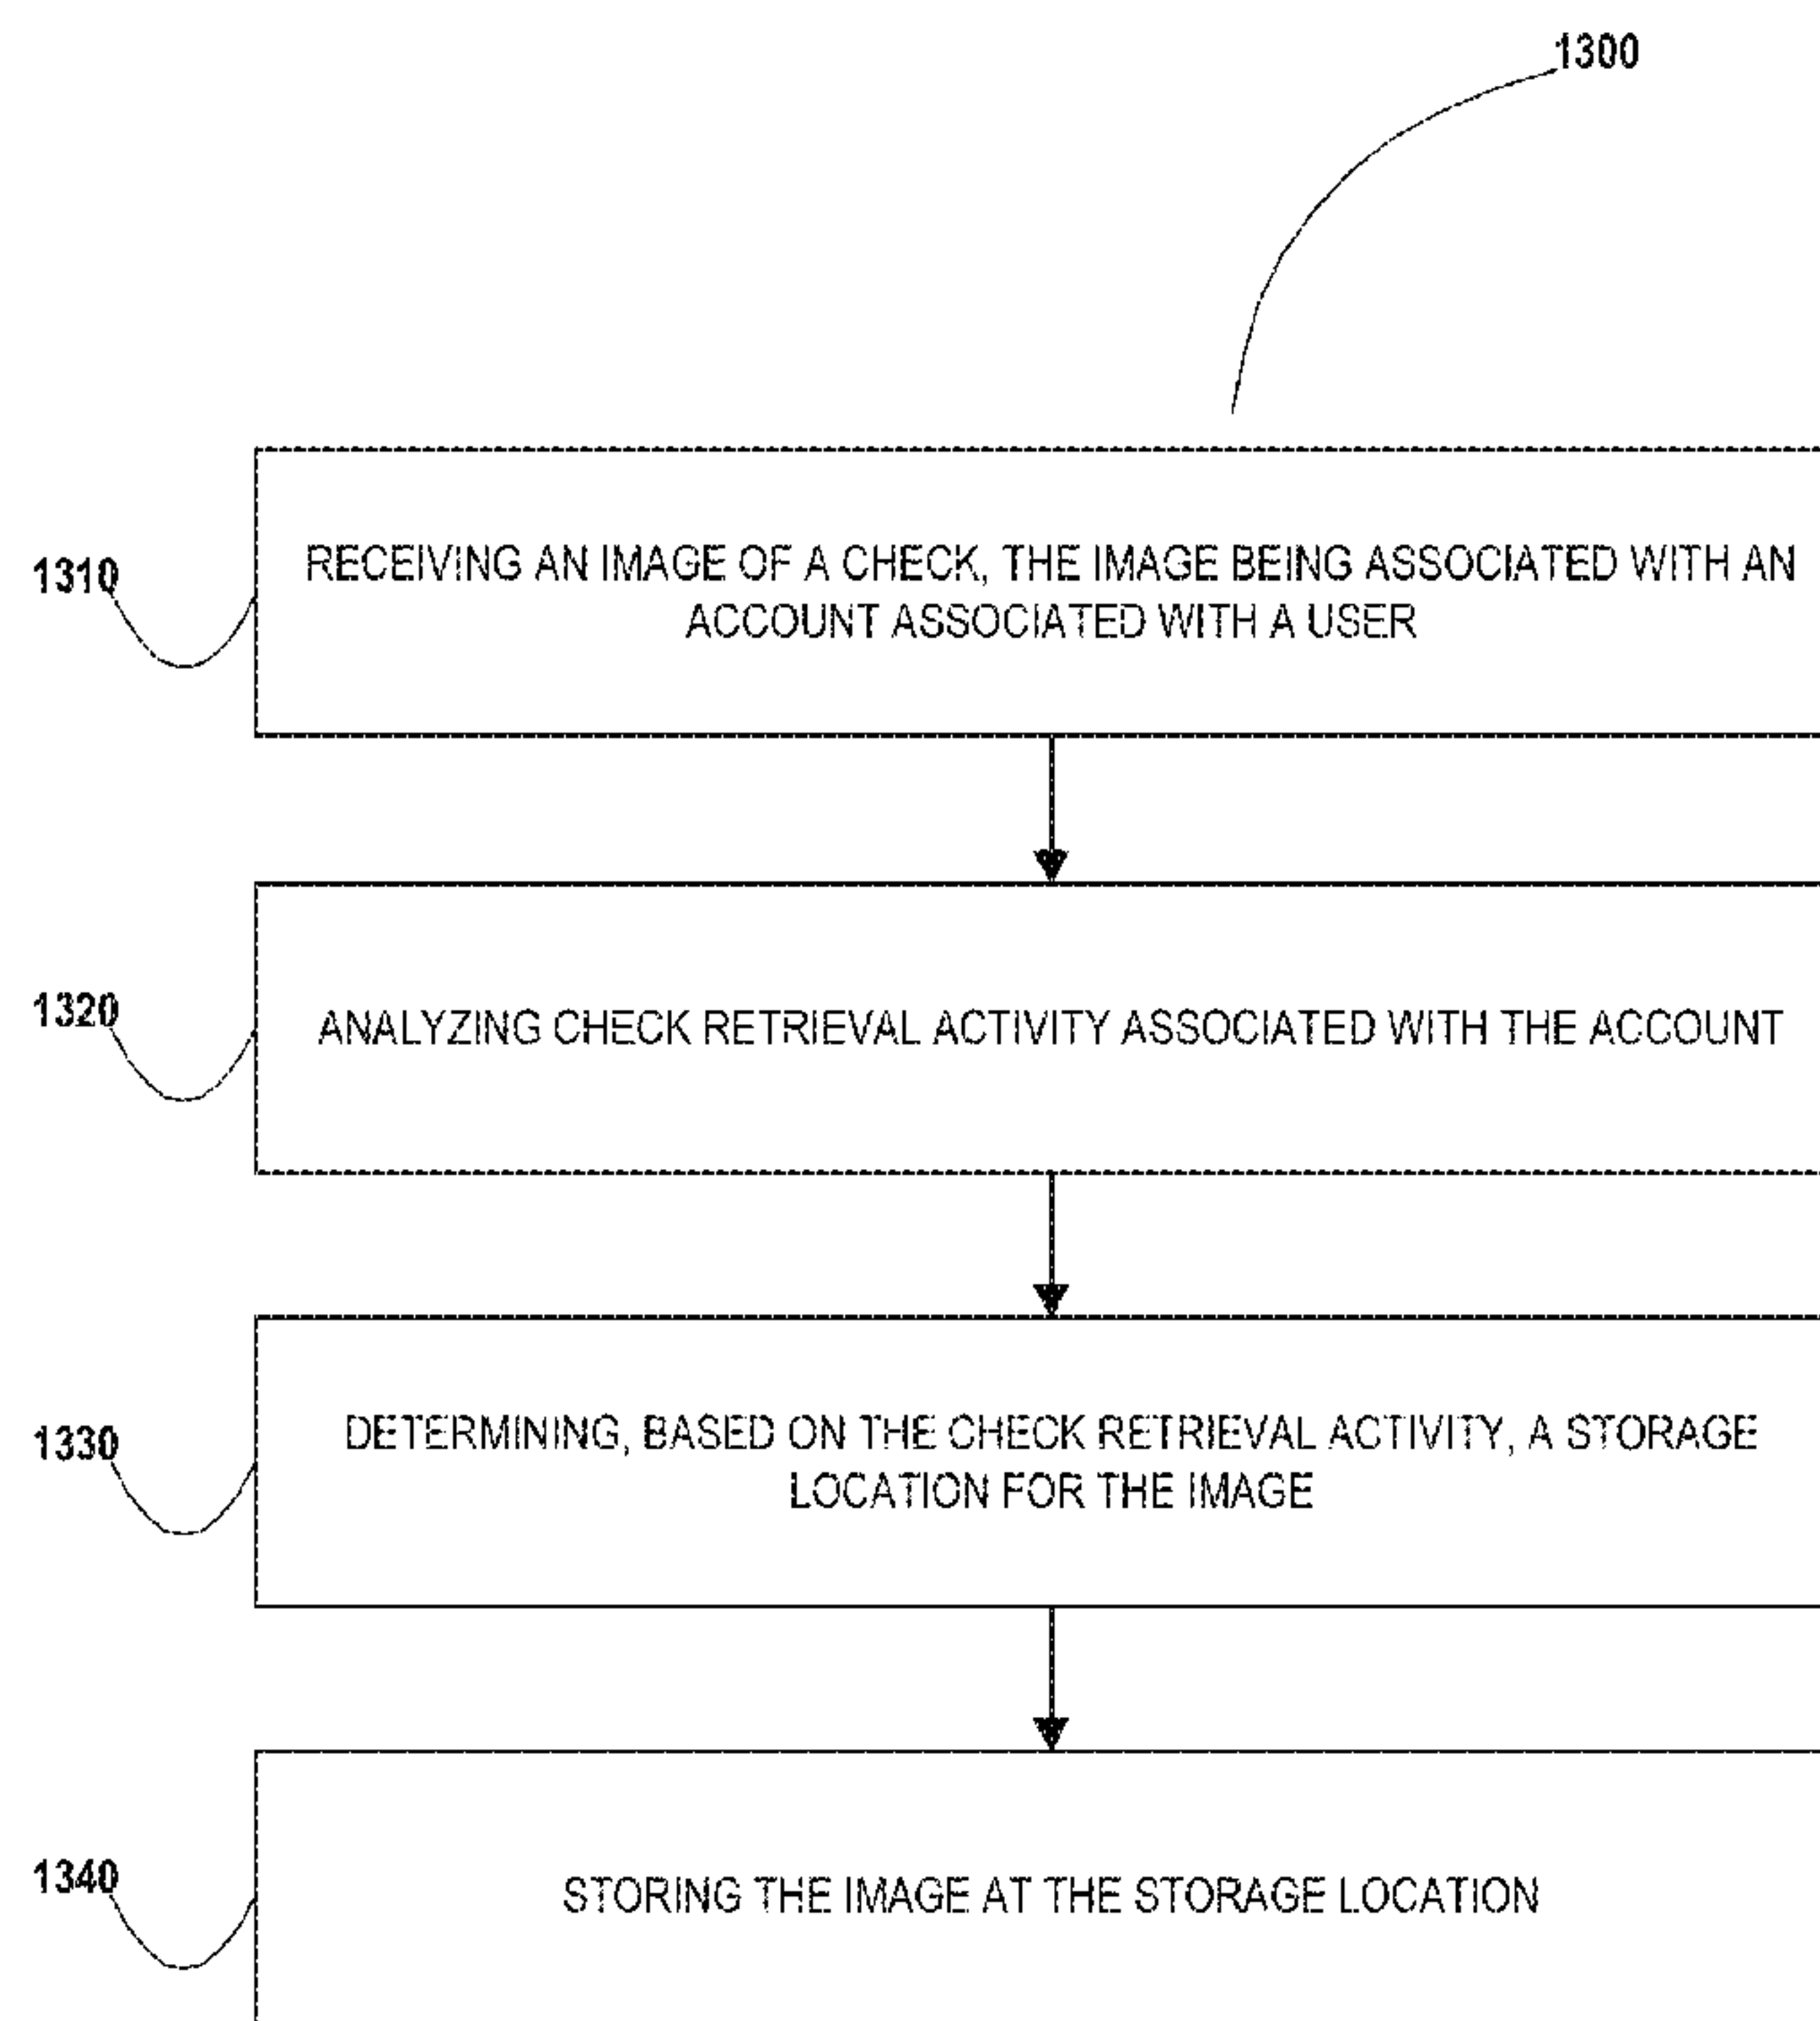 1300
1310
RECEIVING AN IMAGE OF A CHECK, THE IMAGE BEING ASSOCIATED WITH AN
ACCOUNT ASSOCIATED WITH A USER
1320
ANALYZING CHECK RETRIEVAL ACTIVITY ASSOCIATED WITH THE ACCOUNT
1330
DETERMINING, BASED ON THE CHECK RETRIEVAL ACTIVITY, A STORAGE
LOCATION FOR THE IMAGE
1340
STORING THE IMAGE AT THE STORAGE LOCATION